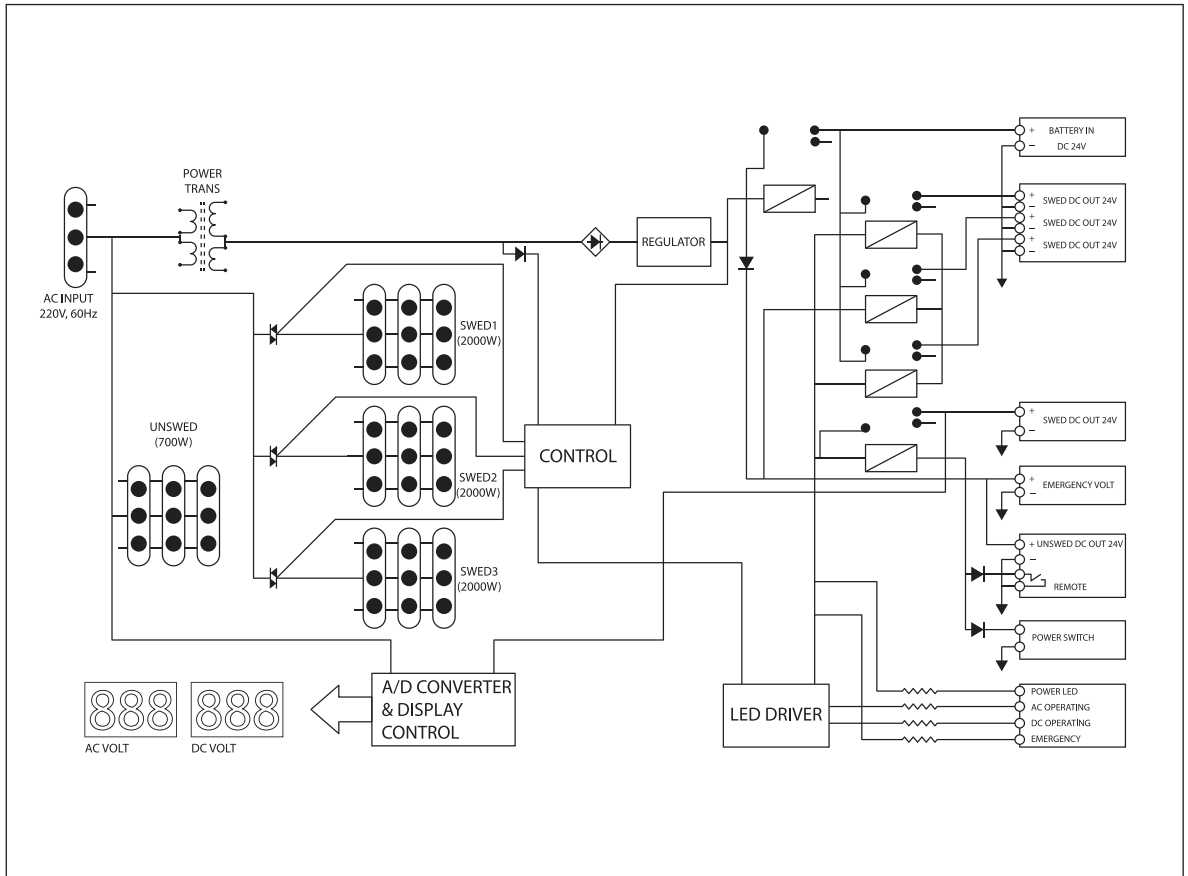 POWER
TRANS
AC INPUT
220V, 60Hz
REGULATOR
+ BATTERY IN
− DC 24V
+
− SWED DC OUT 24V
+
− SWED DC OUT 24V
+
− SWED DC OUT 24V
SWED1
(2000W)
UNSWED
(700W)
SWED2
(2000W)
CONTROL
SWED3
(2000W)
+ SWED DC OUT 24V
−
+ EMERGENCY VOLT
−
+ UNSWED DC OUT 24V
−
REMOTE
POWER SWITCH
A/D CONVERTER
& DISPLAY
CONTROL
888
AC VOLT
888
DC VOLT
LED DRIVER
POWER LED
AC OPERATING
DC OPERATING
EMERGENCY